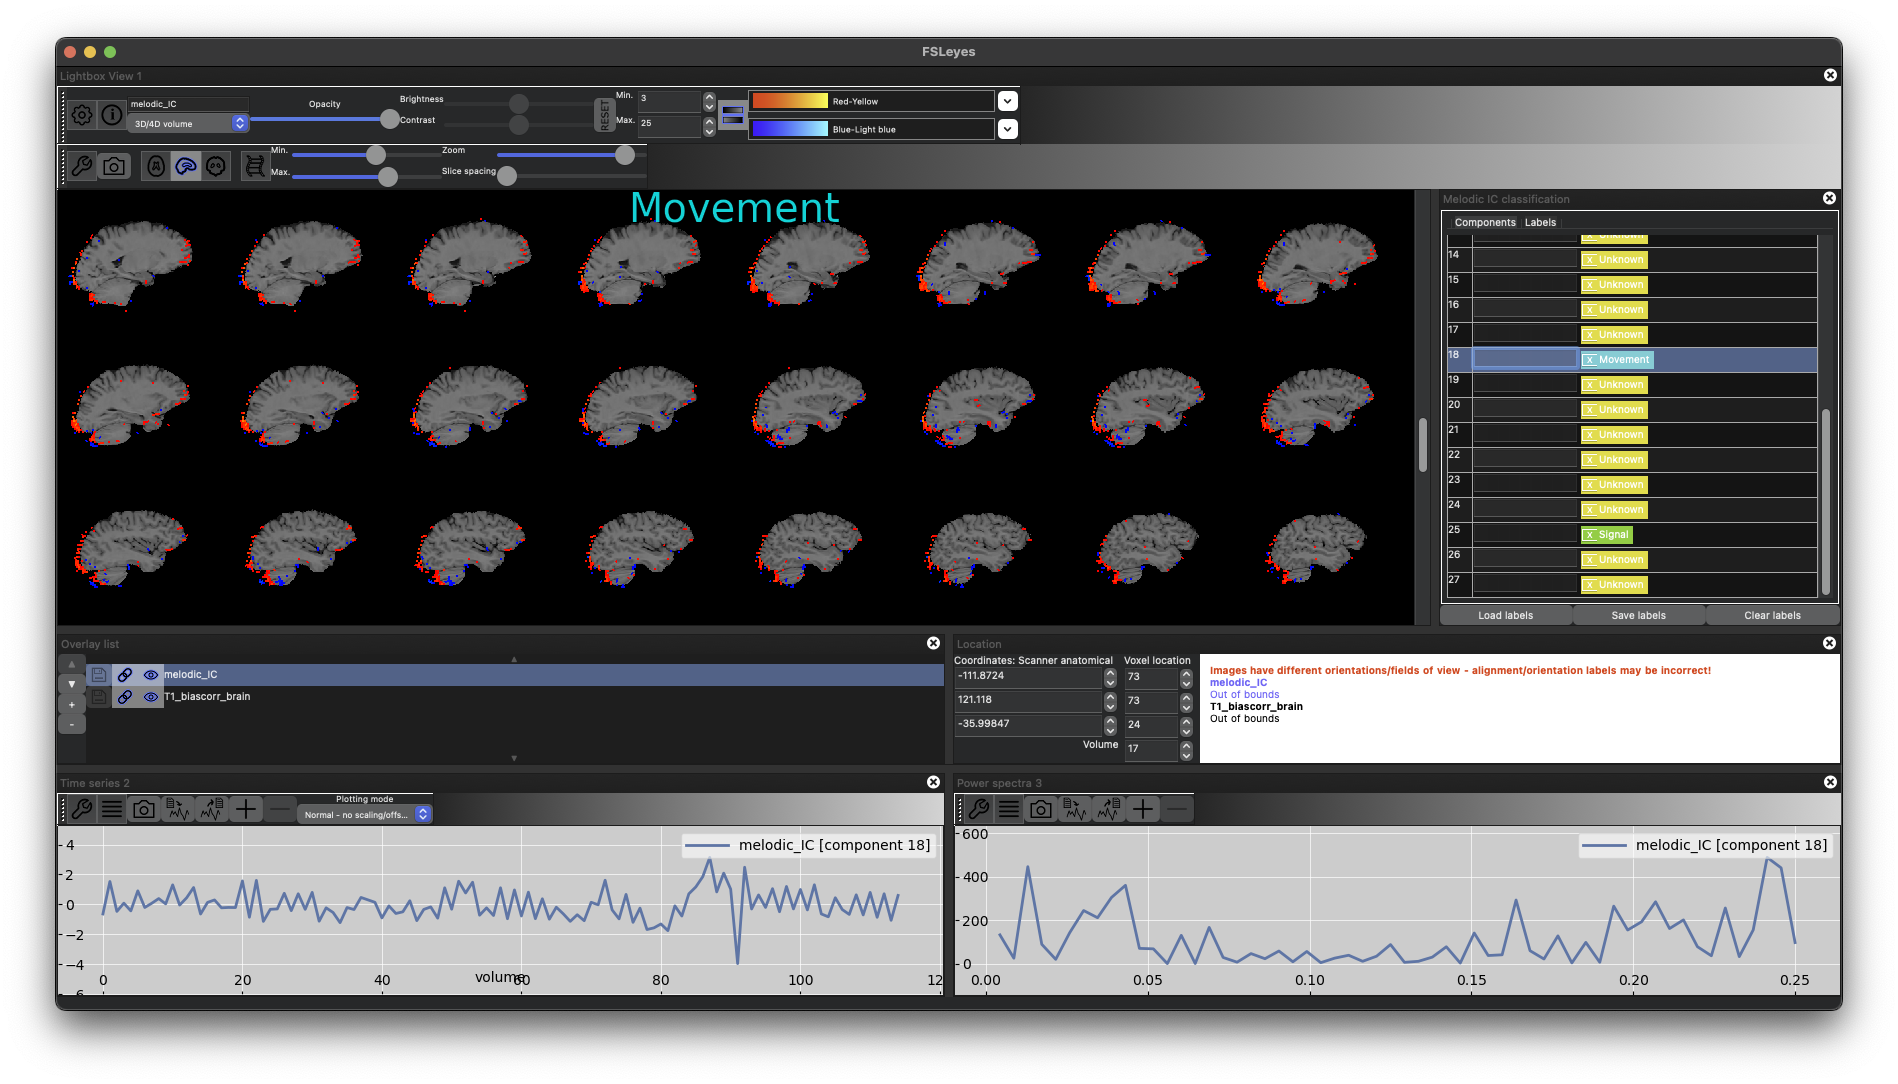 FSLeyes
Lightbox View 1
melodic_IC
3D/4D volume
Opacity
Brightness
Contrast
RESET
Min. 3
Max. 25
Red-Yellow
Blue-Light blue
Min.
Max.
Zoom
Slice spacing
Movement
Melodic IC classification
Components Labels
x Unknown
14 x Unknown
15 x Unknown
16 x Unknown
17 x Unknown
18 x Movement
19 x Unknown
20 x Unknown
21 x Unknown
22 x Unknown
23 x Unknown
24 x Unknown
25 x Signal
26 x Unknown
27 x Unknown
Load labels Save labels Clear labels
Overlay list
melodic_IC
T1_biascorr_brain
Location
Coordinates: Scanner anatomical Voxel location
-111.8724 73
121.118 73
-35.99847 24
Volume 17
Images have different orientations/fields of view - alignment/orientation labels may be incorrect!
melodic_IC
Out of bounds
T1_biascorr_brain
Out of bounds
Time series 2
Plotting mode
Normal - no scaling/offs...
melodic_IC [component 18]
4
2
0
−2
−4
0 20 40 60 80 100 12
volume
Power spectra 3
melodic_IC [component 18]
600
400
200
0
0.00 0.05 0.10 0.15 0.20 0.25